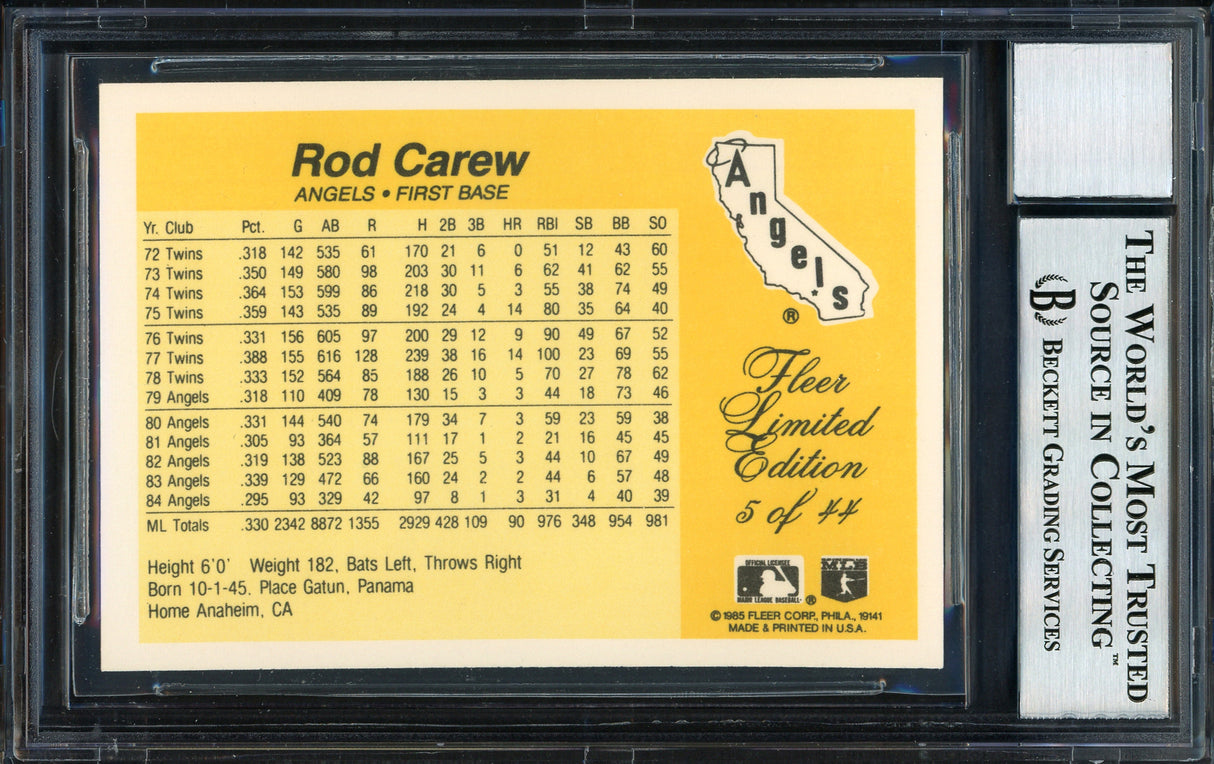 Rod Carew
ANGELS • FIRST BASE
Yr. Club Pct. G AB R H 2B 3B HR RBI SB BB SO
72 Twins .318 142 535 61 170 21 6 0 51 12 43 60
73 Twins .350 149 580 98 203 30 11 6 62 41 62 55
74 Twins .364 153 599 86 218 30 5 3 55 38 74 49
75 Twins .359 143 535 89 192 24 4 14 80 35 64 40
76 Twins .331 156 605 97 200 29 12 9 90 49 67 52
77 Twins .388 155 616 128 239 38 16 14 100 23 69 55
78 Twins .333 152 564 85 188 26 10 5 70 27 78 62
79 Angels .318 110 409 78 130 15 3 3 44 18 73 46
80 Angels .331 144 540 74 179 34 7 3 59 23 59 38
81 Angels .305 93 364 57 111 17 1 2 21 16 45 45
82 Angels .319 138 523 88 167 25 5 3 44 10 67 49
83 Angels .339 129 472 66 160 24 2 2 44 6 57 48
84 Angels .295 93 329 42 97 8 1 3 31 4 40 39
ML Totals .330 2342 8872 1355 2929 428 109 90 976 348 954 981
Height 6'0' Weight 182, Bats Left, Throws Right
Born 10-1-45. Place Gatun, Panama
Home Anaheim, CA
Angels
®
Fleer
Limited
Edition
5 of 44
OFFICIAL LICENSEE
MAJOR LEAGUE BASEBALL ®
MLB
© 1985 FLEER CORP., PHILA., 19141
MADE & PRINTED IN U.S.A.
THE WORLD'S MOST TRUSTED
SOURCE IN COLLECTING™
B BECKETT GRADING SERVICES